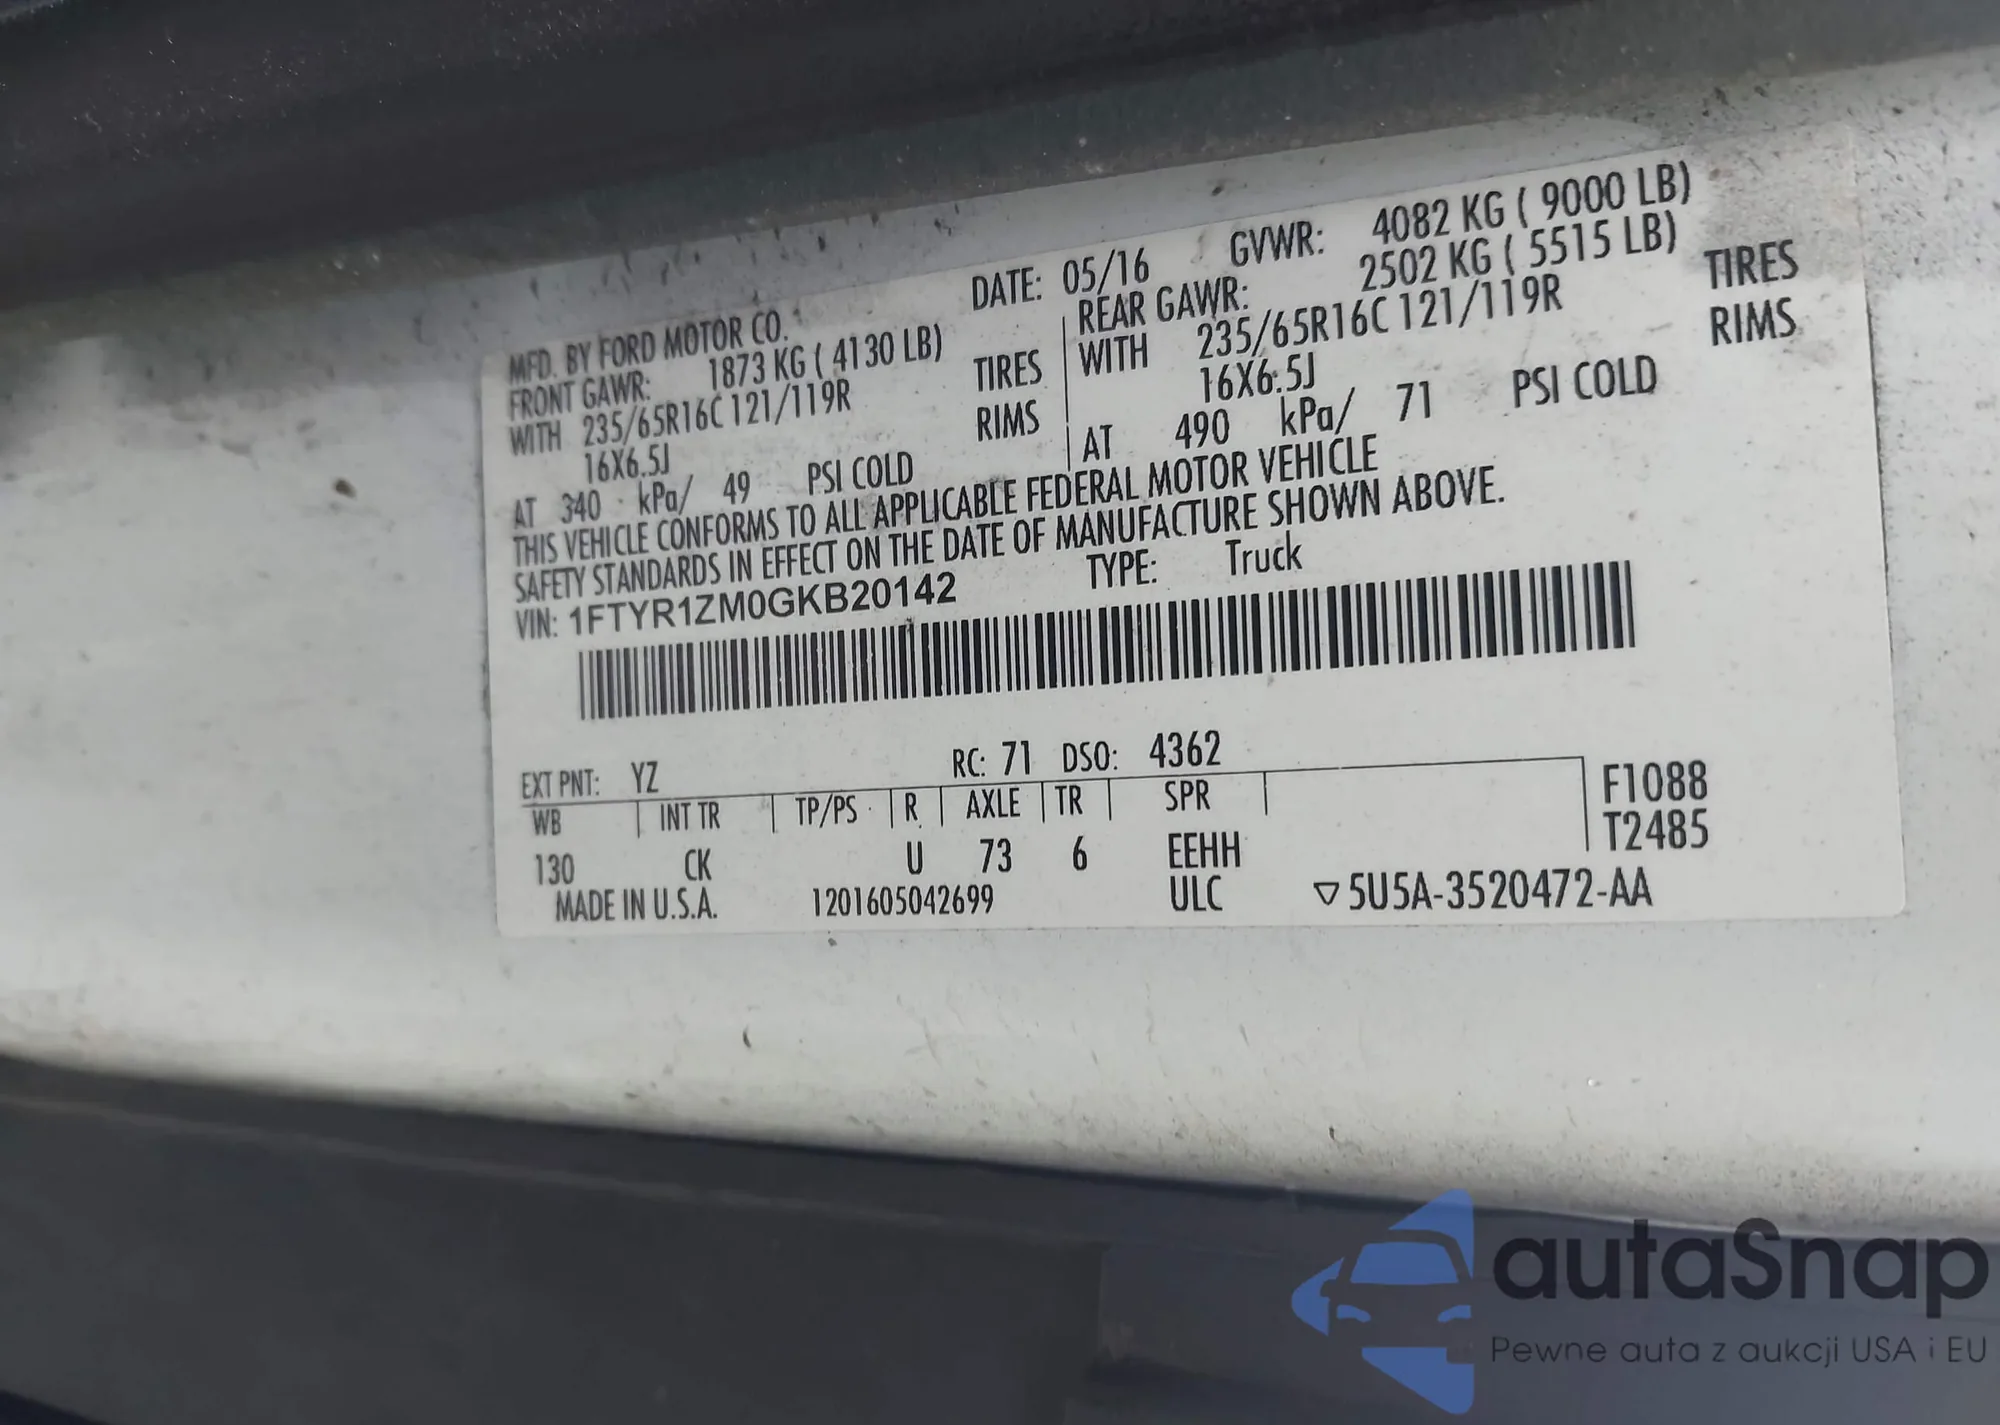 MFD. BY FORD MOTOR CO.
DATE: 05/16 GVWR: 4082 KG ( 9000 LB)
FRONT GAWR: 1873 KG ( 4130 LB)
REAR GAWR: 2502 KG ( 5515 LB)
WITH 235/65R16C 121/119R TIRES
WITH 235/65R16C 121/119R TIRES
16X6.5J RIMS
16X6.5J RIMS
AT 340 kPa/ 49 PSI COLD
AT 490 kPa/ 71 PSI COLD
THIS VEHICLE CONFORMS TO ALL APPLICABLE FEDERAL MOTOR VEHICLE
SAFETY STANDARDS IN EFFECT ON THE DATE OF MANUFACTURE SHOWN ABOVE.
VIN: 1FTYR1ZM0GKB20142 TYPE: Truck
EXT PNT: YZ RC: 71 DSO: 4362
WB INT TR TP/PS R AXLE TR SPR
F1088
T2485
130 CK U 73 6 EEHH
MADE IN U.S.A. 1201605042699 ULC ▽5U5A-3520472-AA
autaSnap
Pewne auta z aukcji USA i EU